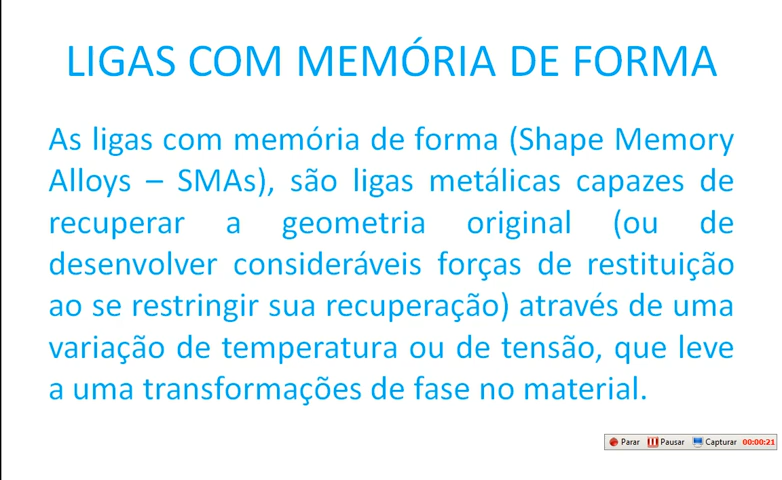 LIGAS COM MEMÓRIA DE FORMA
As ligas com memória de forma (Shape Memory
Alloys – SMAs), são ligas metálicas capazes de
recuperar a geometria original (ou de
desenvolver consideráveis forças de restituição
ao se restringir sua recuperação) através de uma
variação de temperatura ou de tensão, que leve
a uma transformações de fase no material.
Parar Pausar Capturar 00:00:21